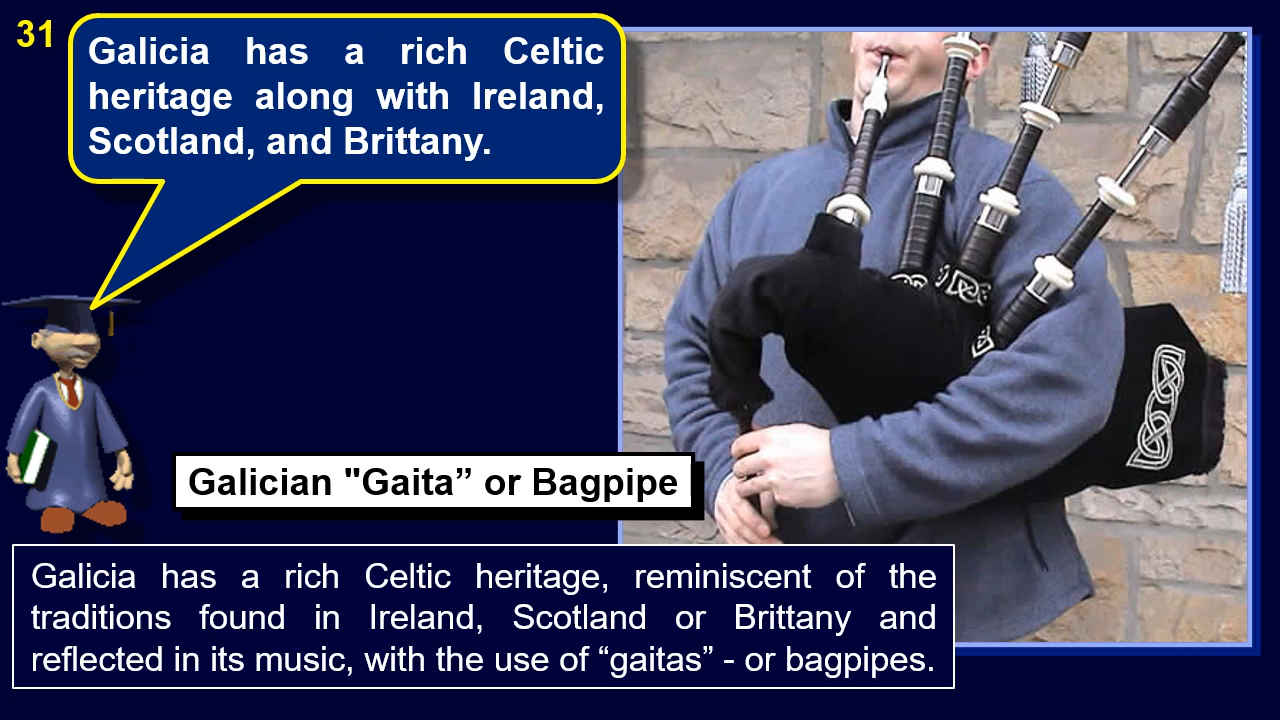 31
Galicia has a rich Celtic
heritage along with Ireland,
Scotland, and Brittany.
Galician "Gaita” or Bagpipe
Galicia has a rich Celtic heritage, reminiscent of the
traditions found in Ireland, Scotland or Brittany and
reflected in its music, with the use of “gaitas” - or bagpipes.